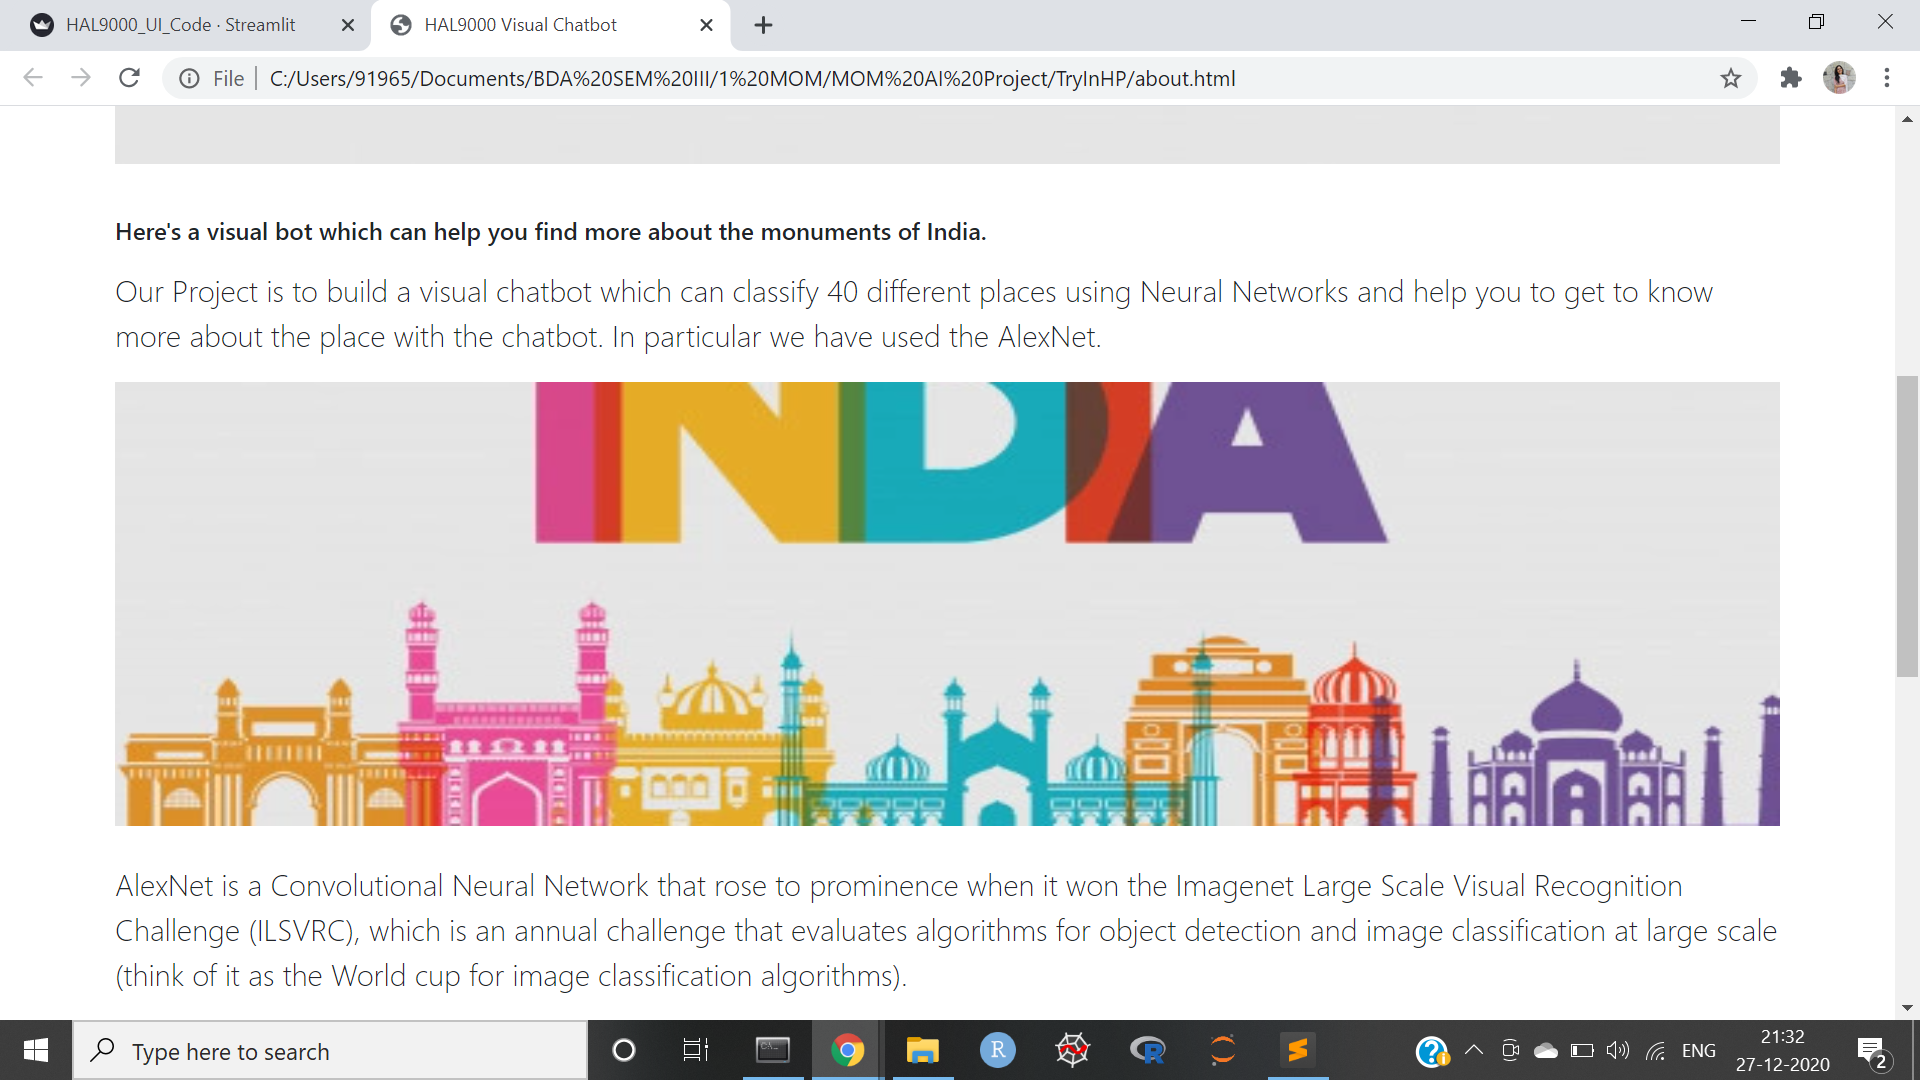 HAL9000_UI_Code · Streamlit
HAL9000 Visual Chatbot
File
C:/Users/91965/Documents/BDA%20SEM%20III/1%20MOM/MOM%20AI%20Project/TryInHP/about.html
Here's a visual bot which can help you find more about the monuments of India.
Our Project is to build a visual chatbot which can classify 40 different places using Neural Networks and help you to get to know
more about the place with the chatbot. In particular we have used the AlexNet.
INDIA
AlexNet is a Convolutional Neural Network that rose to prominence when it won the Imagenet Large Scale Visual Recognition
Challenge (ILSVRC), which is an annual challenge that evaluates algorithms for object detection and image classification at large scale
(think of it as the World cup for image classification algorithms).
Type here to search
R
R
ENG
21:32
27-12-2020
2